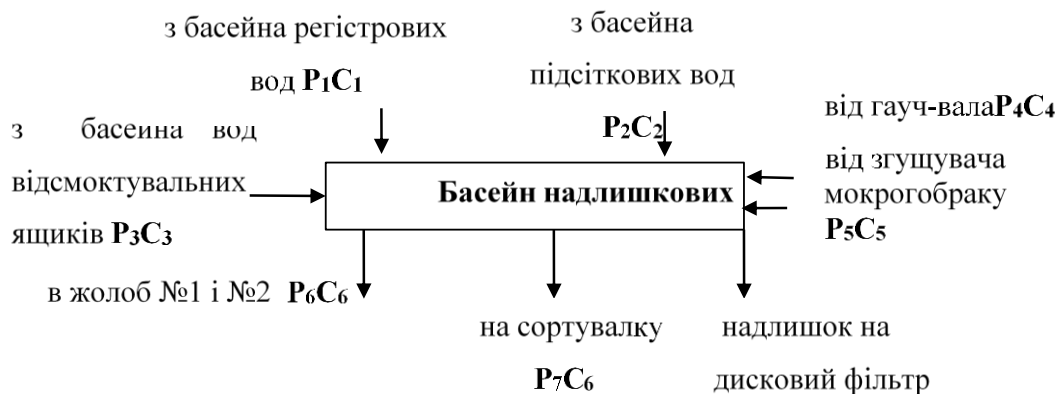 з басейна регістрових
вод P₁C₁
з басейна
підсіткових вод
P₂C₂
з басейна вод
відсмоктувальних
ящиків P₃C₃
від гауч-валаP₄C₄
від згущувача
мокрогобраку
P₅C₅
Басейн надлишкових
в жолоб №1 і №2 P₆C₆
на сортувалку
P₇C₆
надлишок на
дисковий фільтр